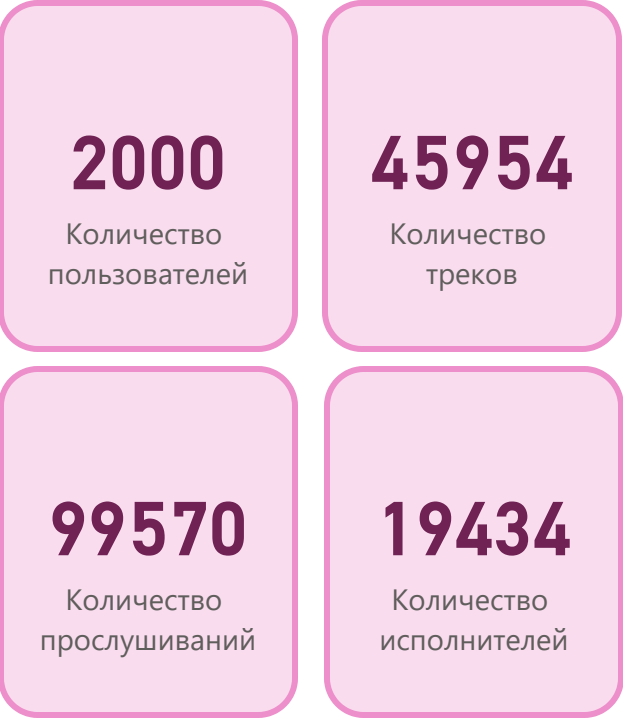 2000
Количество
пользователей
45954
Количество
треков
99570
Количество
прослушиваний
19434
Количество
исполнителей